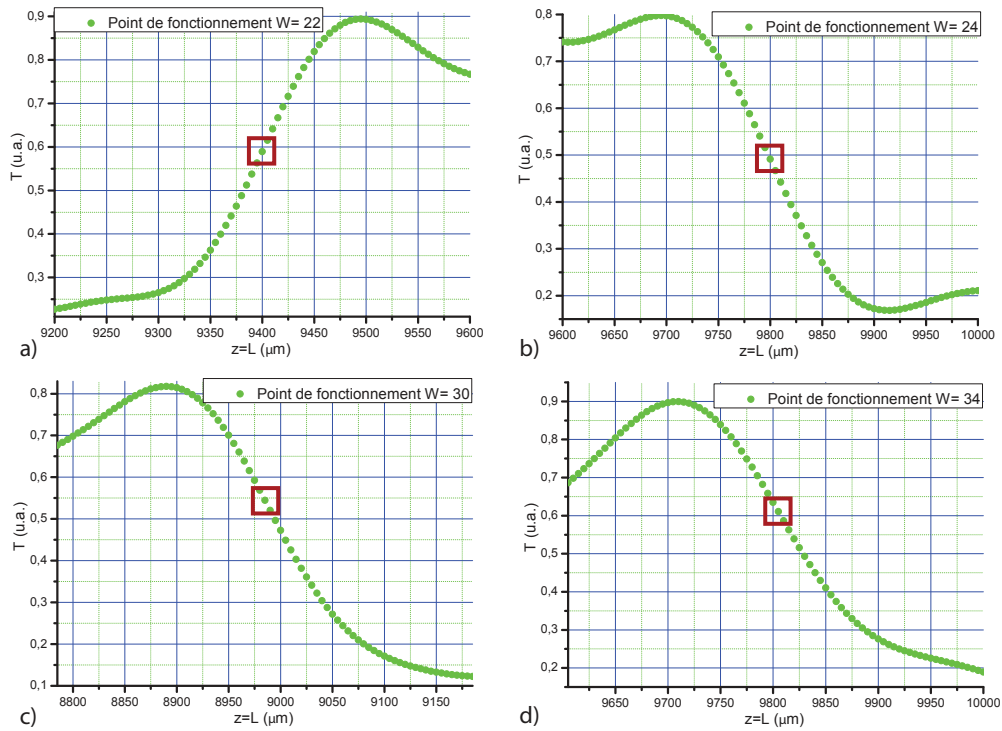 Point de fonctionnement W= 22
T (u.a.)
0,9
0,8
0,7
0,6
0,5
0,4
0,3
9200 9250 9300 9350 9400 9450 9500 9550 9600
z=L (μm)
a)
Point de fonctionnement W= 24
T (u.a.)
0,8
0,7
0,6
0,5
0,4
0,3
0,2
9600 9650 9700 9750 9800 9850 9900 9950 10000
z=L (μm)
b)
Point de fonctionnement W= 30
T (u.a.)
0,8
0,7
0,6
0,5
0,4
0,3
0,2
0,1
8800 8850 8900 8950 9000 9050 9100 9150
z=L (μm)
c)
Point de fonctionnement W= 34
T (u.a.)
0,9
0,8
0,7
0,6
0,5
0,4
0,3
0,2
9650 9700 9750 9800 9850 9900 9950 10000
z=L (μm)
d)